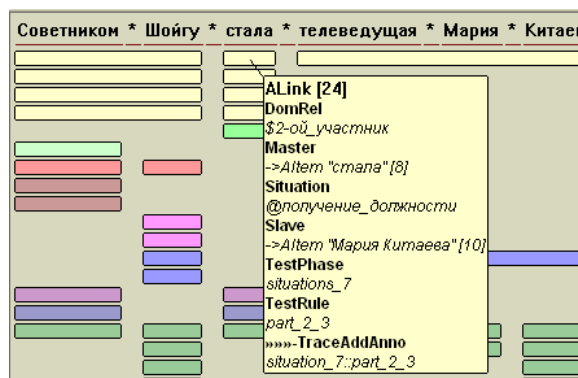 Советником * Шойгу * стала * телеведущая * Мария * Китаев
ALink [24]
DomRel
$2-ой_участник
Master
->AItem "стала" [8]
Situation
@получение_должности
Slave
->AItem "Мария Китаева" [10]
TestPhase
situations_7
TestRule
part_2_3
»»»-TraceAddAnno
situation_7::part_2_3